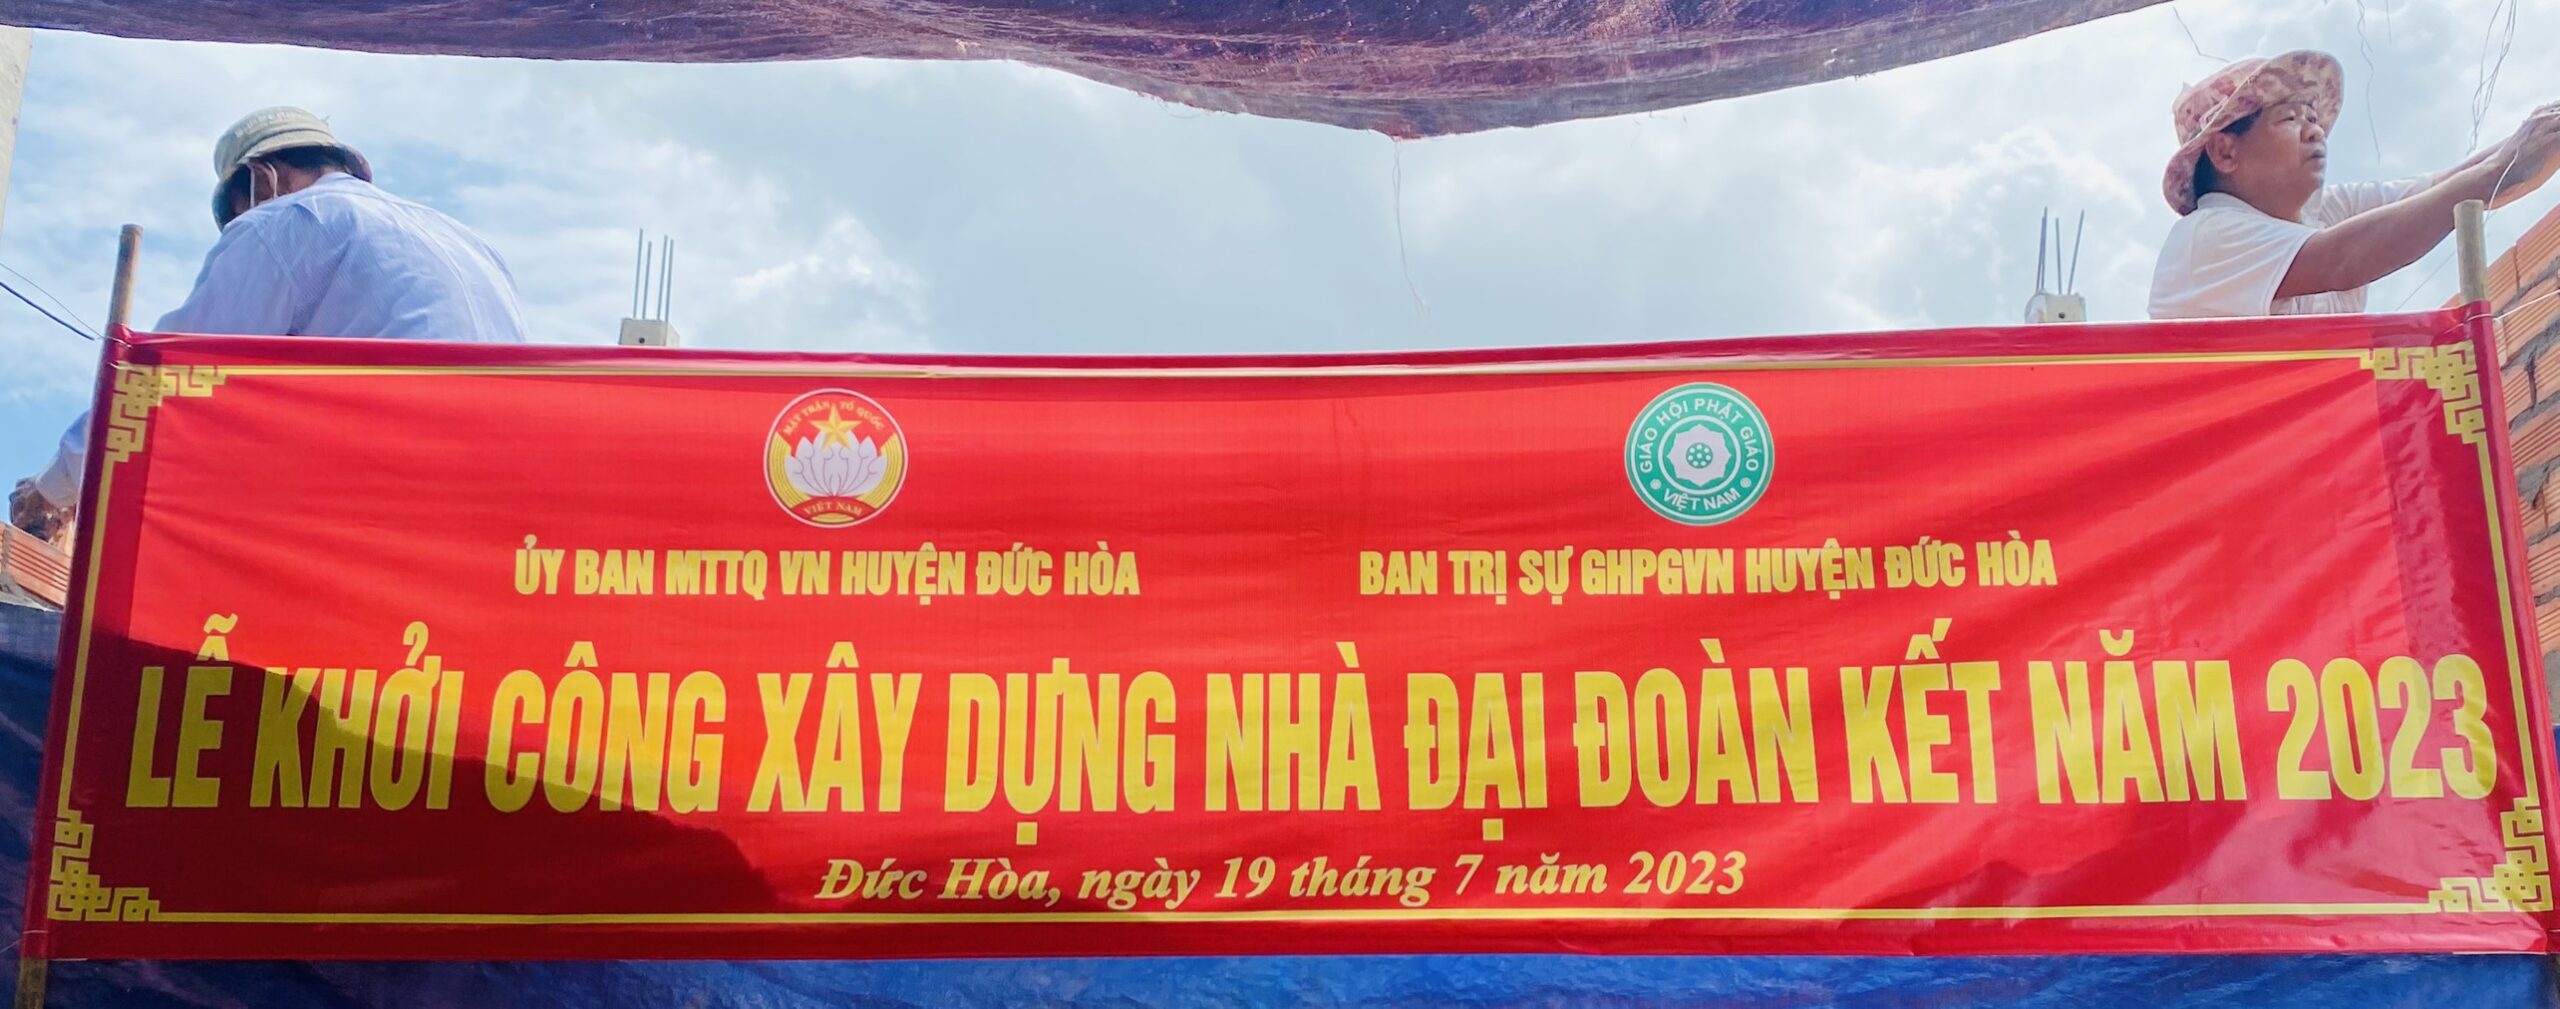 MẶT TRẬN TỔ QUỐC
VIỆT NAM
GIÁO HỘI PHẬT GIÁO
VIỆT NAM
ỦY BAN MTTQ VN HUYỆN ĐỨC HÒA
BAN TRỊ SỰ GHPGVN HUYỆN ĐỨC HÒA
LỄ KHỞI CÔNG XÂY DỰNG NHÀ ĐẠI ĐOÀN KẾT NĂM 2023
Đức Hòa, ngày 19 tháng 7 năm 2023